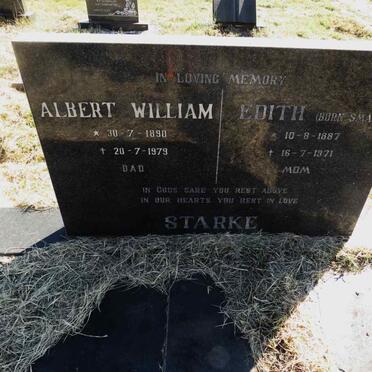 IN LOVING MEMORY
ALBERT WILLIAM
* 30-7-1890
† 20-7-1979
DAD
EDITH (BORN
* 10-8-1887
† 16-7-1971
MOM
IN GODS CARE YOU REST ABOVE
IN OUR HEARTS YOU REST IN LOVE
STARKE